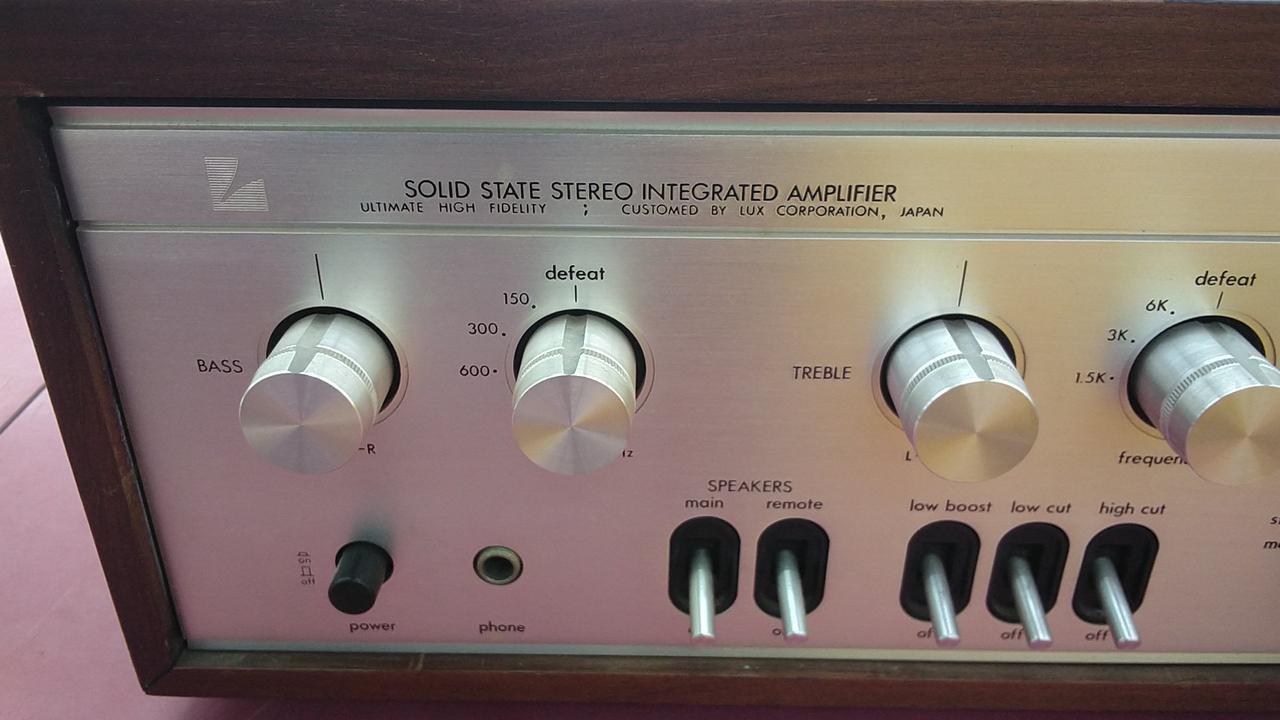 SOLID STATE STEREO INTEGRATED AMPLIFIER
ULTIMATE HIGH FIDELITY ; CUSTOMED BY LUX CORPORATION, JAPAN
defeat
150
300
600
BASS
-R
TREBLE
L
defeat
6K
3K
1.5K
SPEAKERS
main
remote
low boost
low cut
high cut
on
off
power
phone
off
off